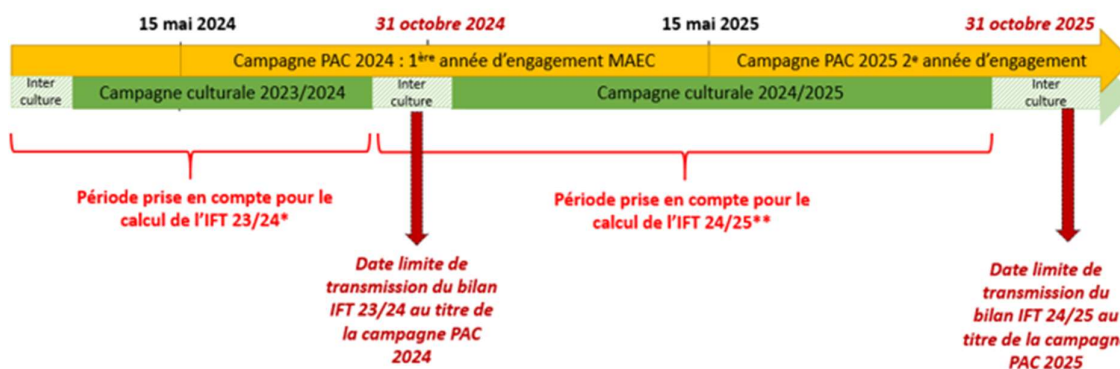 15 mai 2024
31 octobre 2024
15 mai 2025
31 octobre 2025
Campagne PAC 2024 : 1ère année d'engagement MAEC
Campagne PAC 2025 2e année d'engagement
Inter
culture
Campagne culturale 2023/2024
Inter
culture
Campagne culturale 2024/2025
Inter
culture
Période prise en compte pour le
calcul de l'IFT 23/24*
Période prise en compte pour le
calcul de l'IFT 24/25**
Date limite de
transmission du bilan
IFT 23/24 au titre de
la campagne PAC
2024
Date limite de
transmission du
bilan IFT 24/25 au
titre de la campagne
PAC 2025